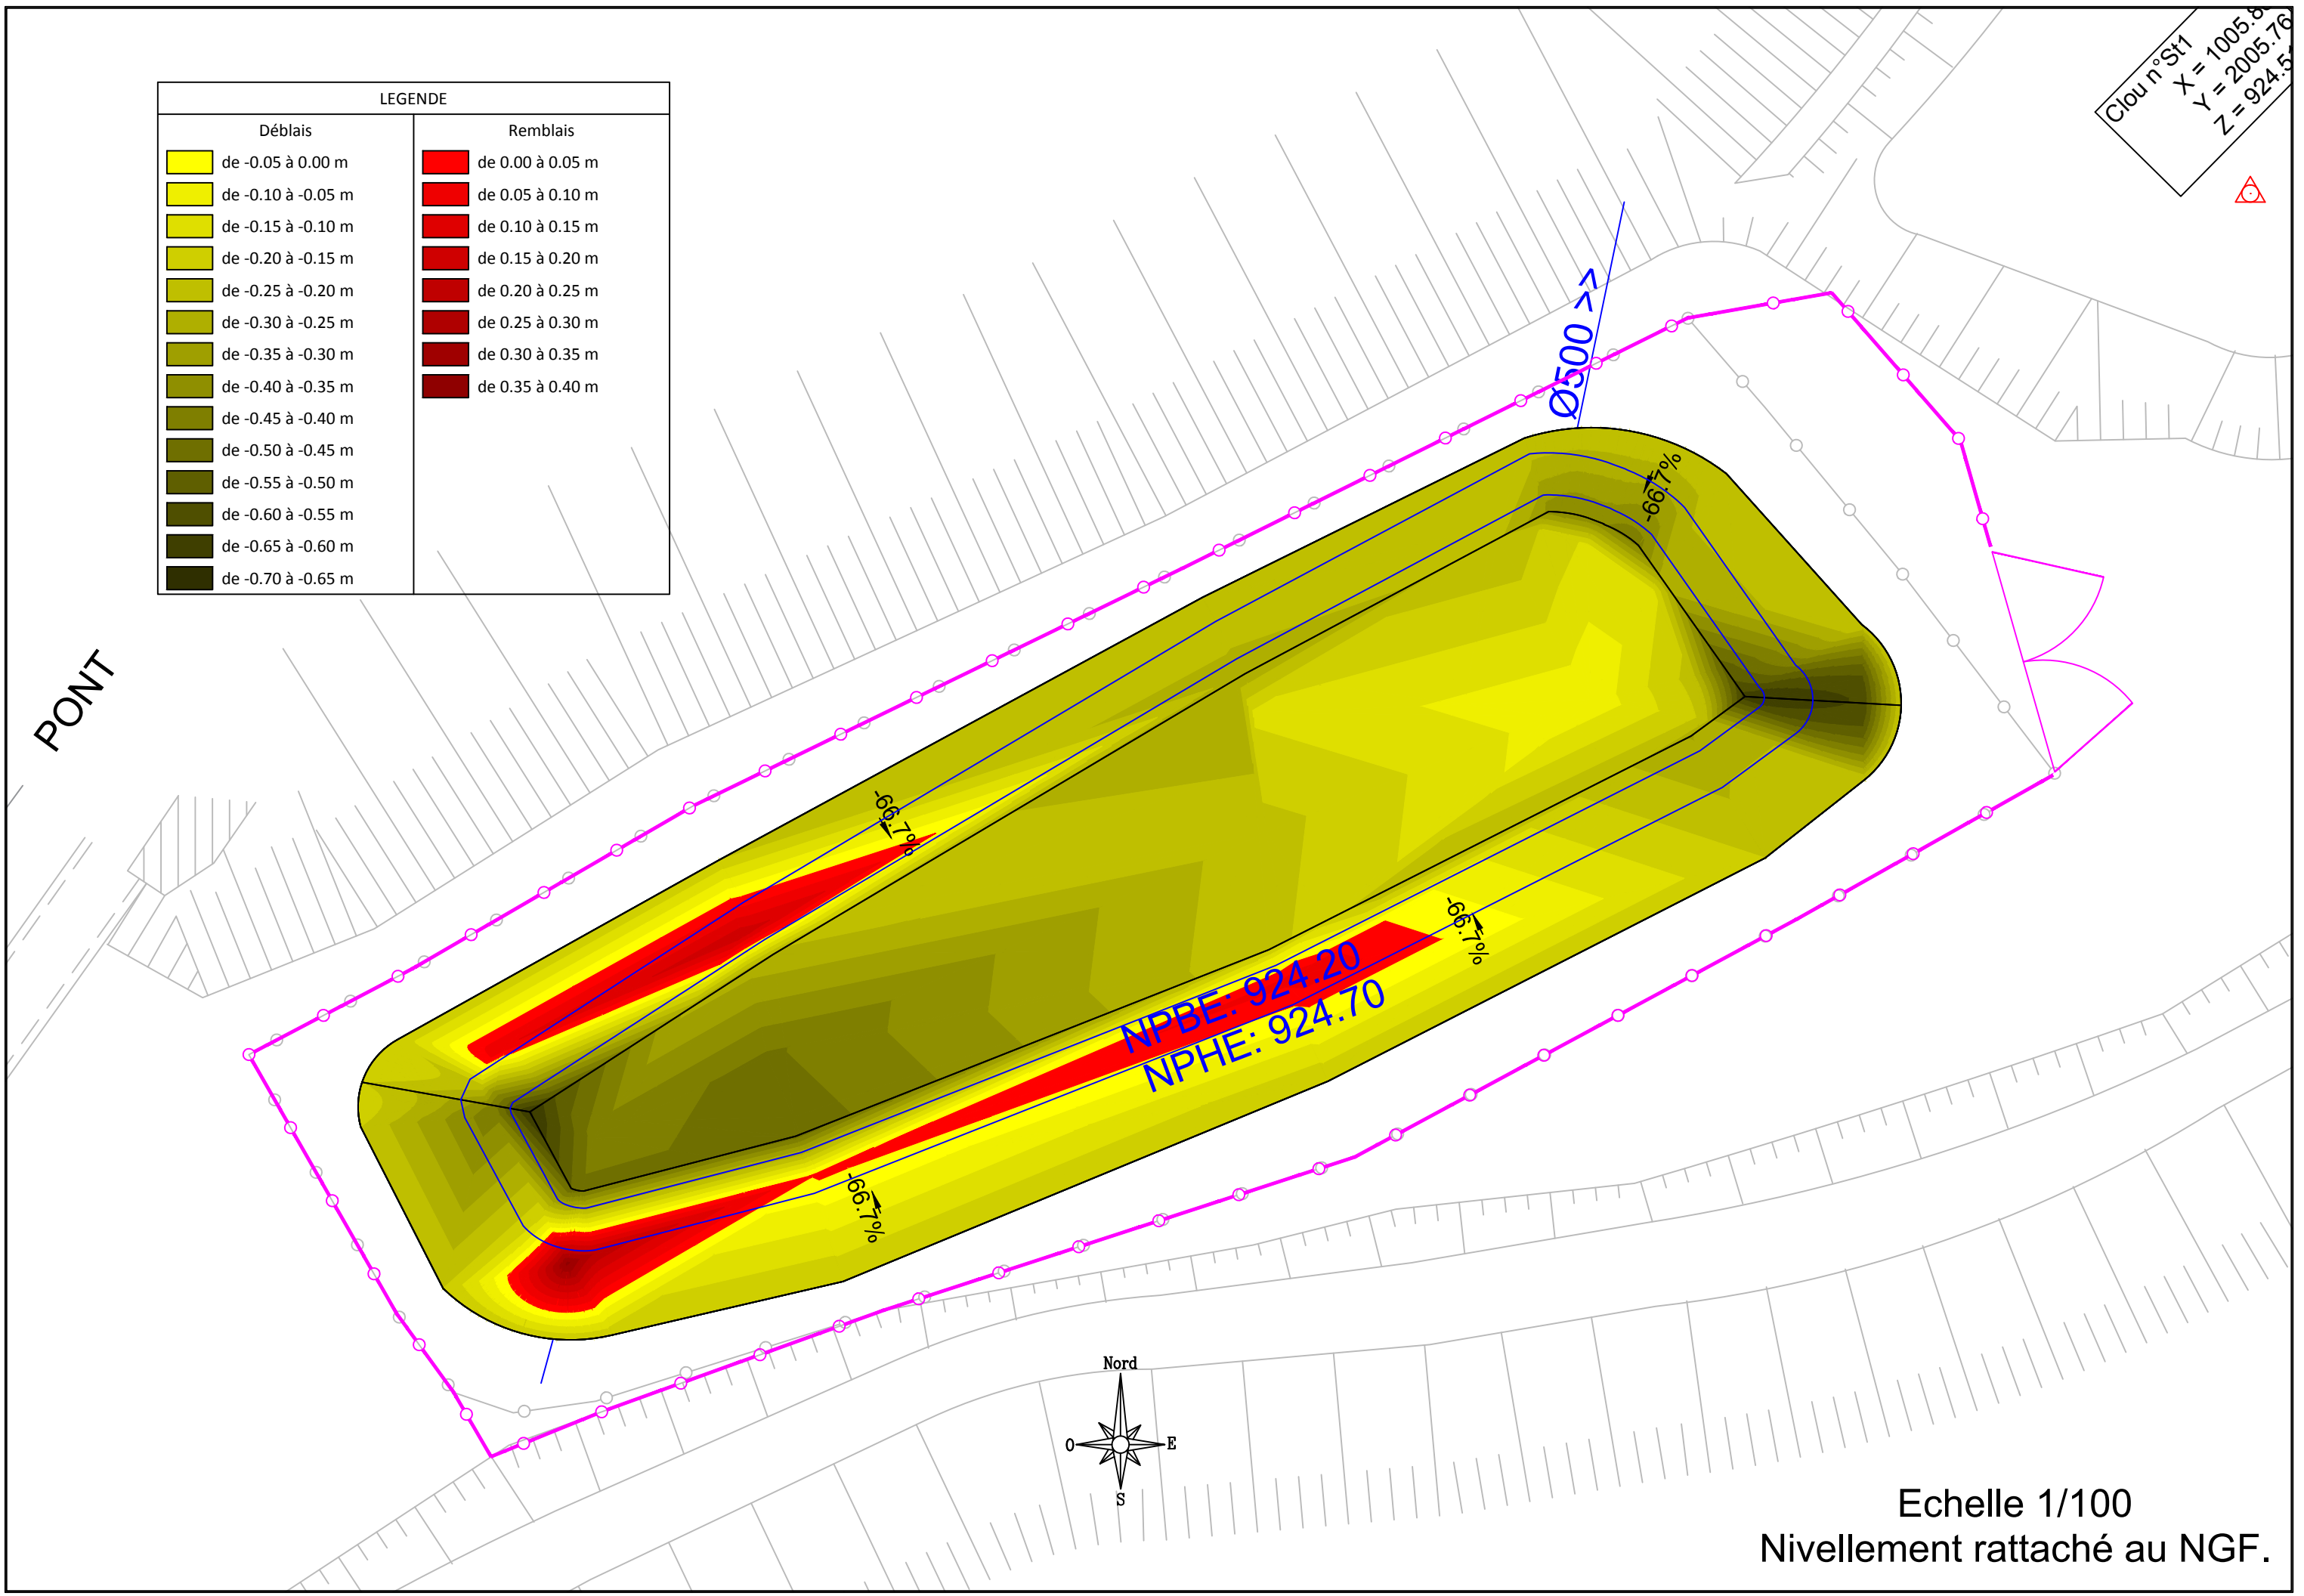 LEGENDE
Déblais
Remblais
de -0.05 à 0.00 m
de 0.00 à 0.05 m
de -0.10 à -0.05 m
de 0.05 à 0.10 m
de -0.15 à -0.10 m
de 0.10 à 0.15 m
de -0.20 à -0.15 m
de 0.15 à 0.20 m
de -0.25 à -0.20 m
de 0.20 à 0.25 m
de -0.30 à -0.25 m
de 0.25 à 0.30 m
de -0.35 à -0.30 m
de 0.30 à 0.35 m
de -0.40 à -0.35 m
de 0.35 à 0.40 m
de -0.45 à -0.40 m
de -0.50 à -0.45 m
de -0.55 à -0.50 m
de -0.60 à -0.55 m
de -0.65 à -0.60 m
de -0.70 à -0.65 m
Clou n°St1
X =
Y = 2005.76
Z =
Ø500 >>
-66.7%
PONT
-66.7%
-66.7%
NPBE: 924.20
NPHE: 924.70
-66.7%
Nord
O
E
S
Echelle 1/100
Nivellement rattaché au NGF.